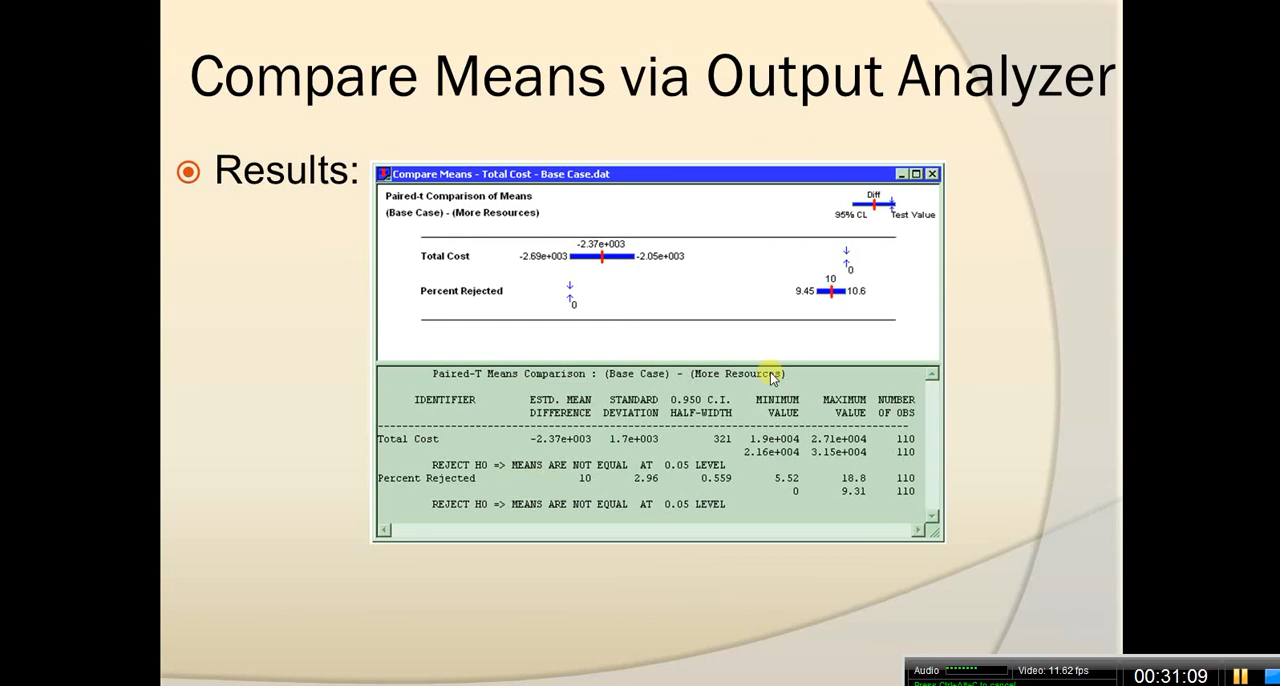 Compare Means via Output Analyzer
Results:
Compare Means - Total Cost - Base Case.dat
Paired-t Comparison of Means
(Base Case) - (More Resources)
Diff
95% CL Test Value
-2.37e+003
Total Cost -2.69e+003 -2.05e+003
0
10
Percent Rejected 9.45 10.6
0
Paired-T Means Comparison : (Base Case) - (More Resources)
IDENTIFIER ESTD. MEAN STANDARD 0.950 C.I. MINIMUM MAXIMUM NUMBER
DIFFERENCE DEVIATION HALF-WIDTH VALUE VALUE OF OBS
Total Cost -2.37e+003 1.7e+003 321 1.9e+004 2.71e+004 110
2.16e+004 3.15e+004 110
REJECT H0 => MEANS ARE NOT EQUAL AT 0.05 LEVEL
Percent Rejected 10 2.96 0.559 5.52 18.8 110
0 9.31 110
REJECT H0 => MEANS ARE NOT EQUAL AT 0.05 LEVEL
Audio Video: 11.62 fps 00:31:09
Press Ctrl+Alt+C to cancel